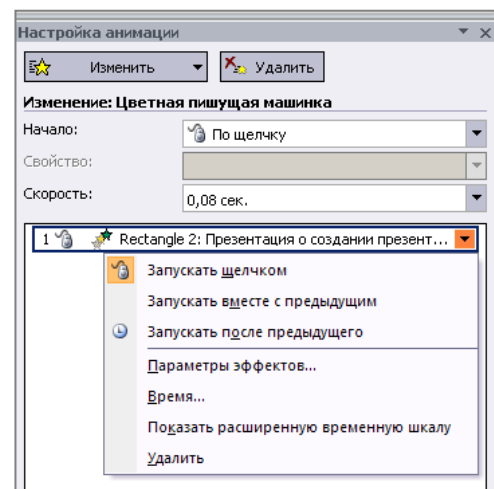 Настройка анимации
Изменить Удалить
Изменение: Цветная пишущая машинка
Начало: По щелчку
Свойство:
Скорость: 0,08 сек.
1 Rectangle 2: Презентация о создании презент...
Запускать щелчком
Запускать вместе с предыдущим
Запускать после предыдущего
Параметры эффектов...
Время...
Показать расширенную временную шкалу
Удалить